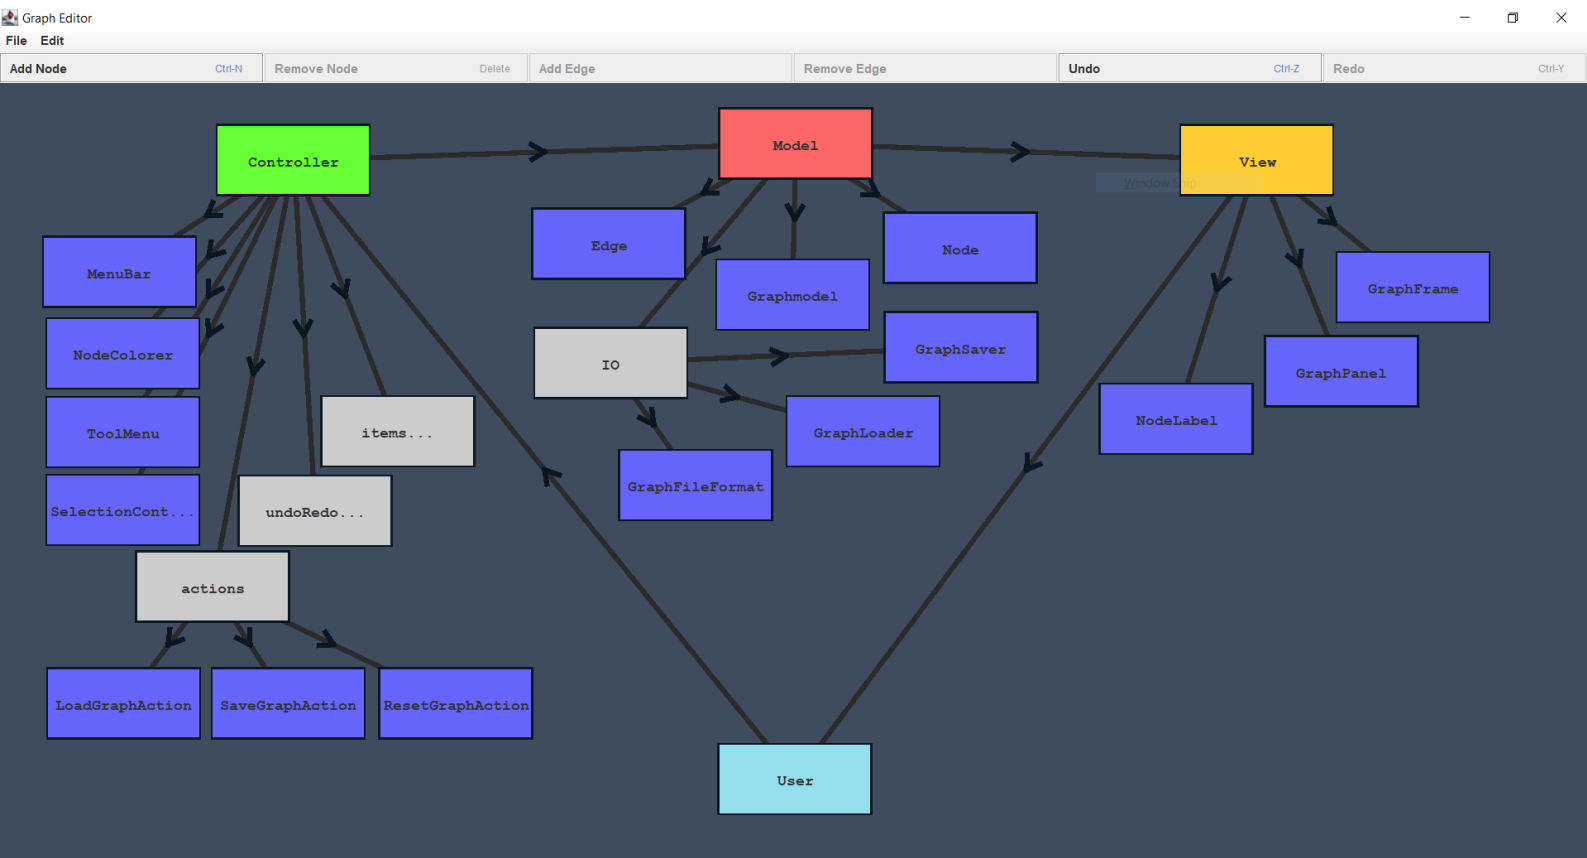 Graph Editor
File Edit
Add Node Ctrl-N Remove Node Delete Add Edge Remove Edge Undo Ctrl-Z Redo Ctrl-Y
Controller
Model
View
Window Snip
MenuBar
Edge
Node
Graphmodel
GraphFrame
NodeColorer
IO
GraphSaver
GraphPanel
ToolMenu
items...
GraphLoader
NodeLabel
SelectionCont...
undoRedo...
GraphFileFormat
actions
LoadGraphAction
SaveGraphAction
ResetGraphAction
User